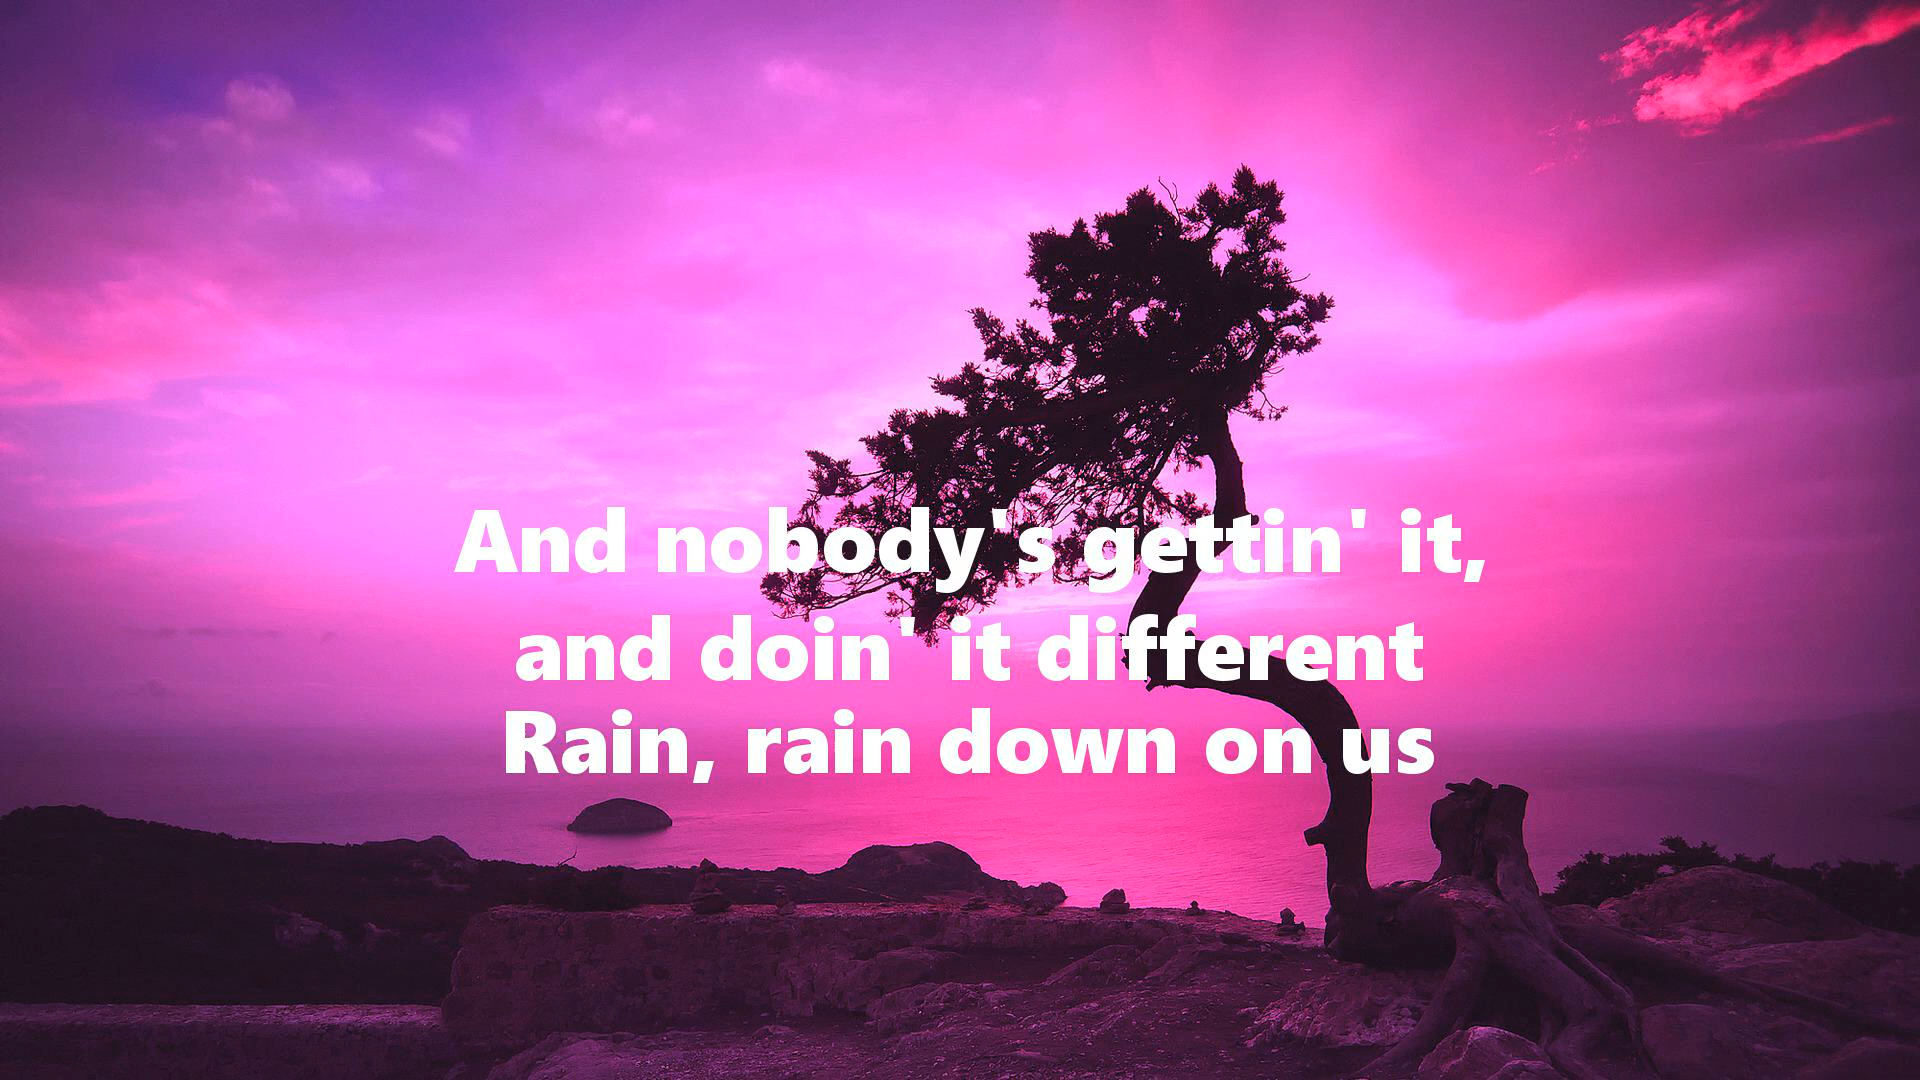 And nobody's gettin' it,
and doin' it different
Rain, rain down on us